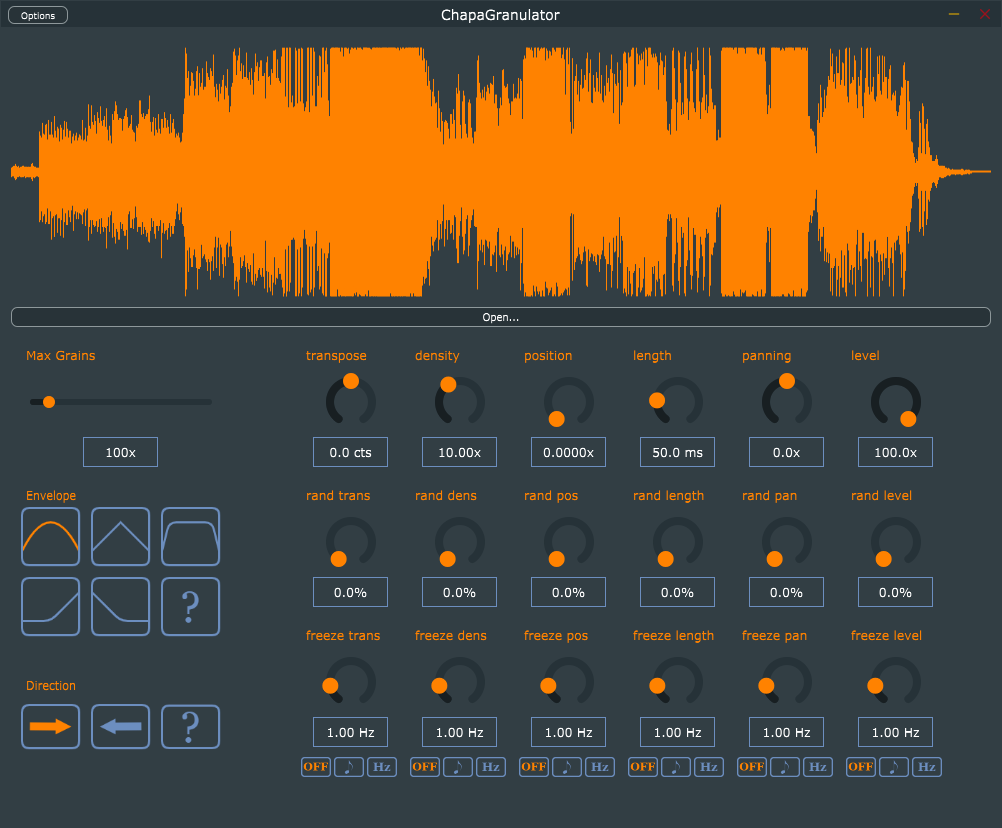 Options
ChapaGranulator
Open...
Max Grains
transpose density position length panning level
100x
0.0 cts 10.00x 0.0000x 50.0 ms 0.0x 100.0x
Envelope
rand trans rand dens rand pos rand length rand pan rand level
0.0% 0.0% 0.0% 0.0% 0.0% 0.0%
?
freeze trans freeze dens freeze pos freeze length freeze pan freeze level
Direction
?
1.00 Hz 1.00 Hz 1.00 Hz 1.00 Hz 1.00 Hz 1.00 Hz
OFF ♪ Hz OFF ♪ Hz OFF ♪ Hz OFF ♪ Hz OFF ♪ Hz OFF ♪ Hz